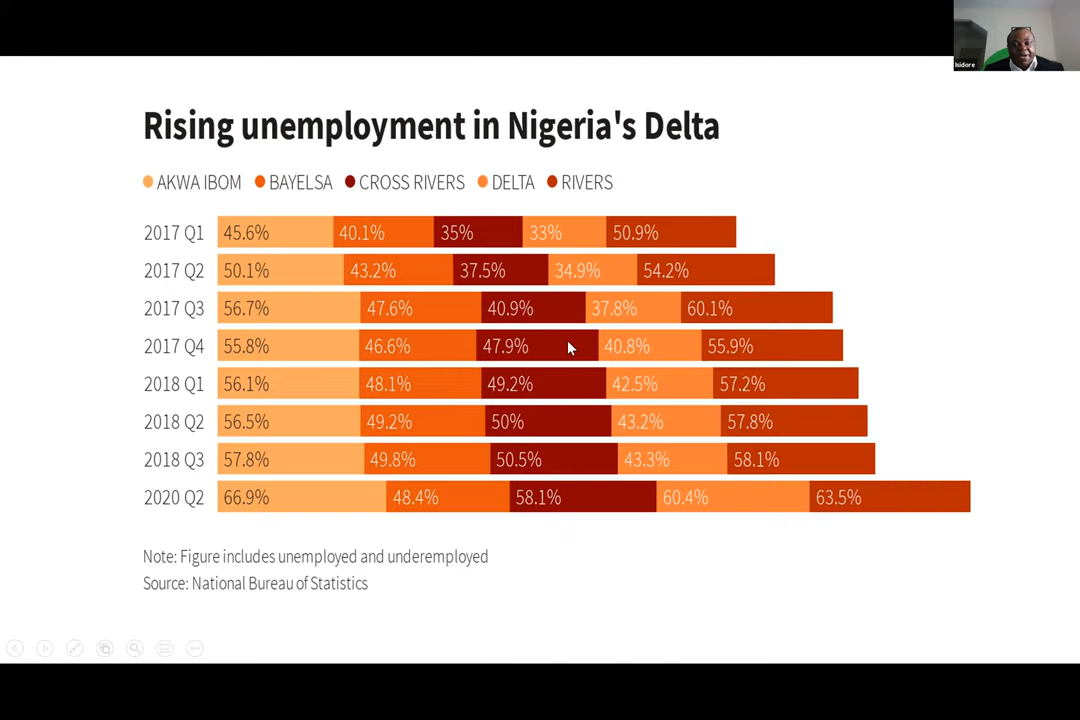 Isidore
Rising unemployment in Nigeria's Delta
AKWA IBOM BAYELSA CROSS RIVERS DELTA RIVERS
2017 Q1 45.6% 40.1% 35% 33% 50.9%
2017 Q2 50.1% 43.2% 37.5% 34.9% 54.2%
2017 Q3 56.7% 47.6% 40.9% 37.8% 60.1%
2017 Q4 55.8% 46.6% 47.9% 40.8% 55.9%
2018 Q1 56.1% 48.1% 49.2% 42.5% 57.2%
2018 Q2 56.5% 49.2% 50% 43.2% 57.8%
2018 Q3 57.8% 49.8% 50.5% 43.3% 58.1%
2020 Q2 66.9% 48.4% 58.1% 60.4% 63.5%
Note: Figure includes unemployed and underemployed
Source: National Bureau of Statistics